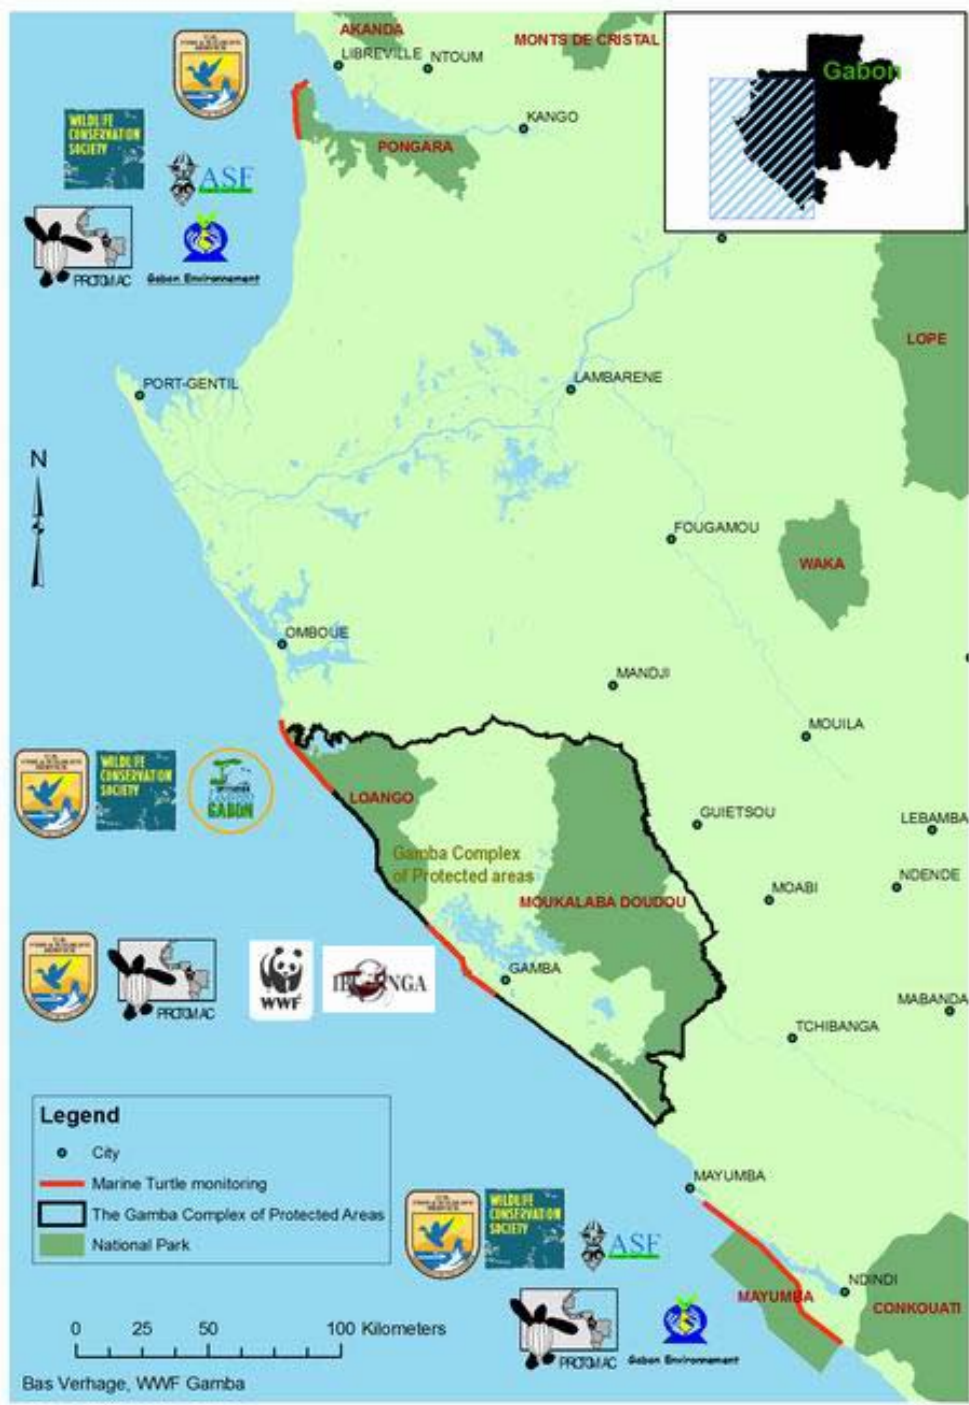 AKANDA
LIBREVILLE
NTOUM
MONTS DE CRISTAL
Gabon
KANGO
PONGARA
WILDLIFE
CONSERVATION
SOCIETY
ASF
PROTOMAC
Gabon Environnement
LOPE
PORT-GENTIL
LAMBARENE
N
FOUGAMOU
WAKA
OMBOUE
MANDJI
MOUILA
WILDLIFE
CONSERVATION
SOCIETY
GABON
LOANGO
GUIETSOU
LEBAMBA
Gamba Complex
of Protected areas
MOABI
NDENDE
MOUKALABA DOUDOU
PROTOMAC
WWF
IBONGA
GAMBA
MABANDA
TCHIBANGA
Legend
City
Marine Turtle monitoring
The Gamba Complex of Protected Areas
National Park
MAYUMBA
WILDLIFE
CONSERVATION
SOCIETY
ASF
NDINDI
MAYUMBA
CONKOUATI
PROTOMAC
Gabon Environnement
0 25 50 100 Kilometers
Bas Verhage, WWF Gamba